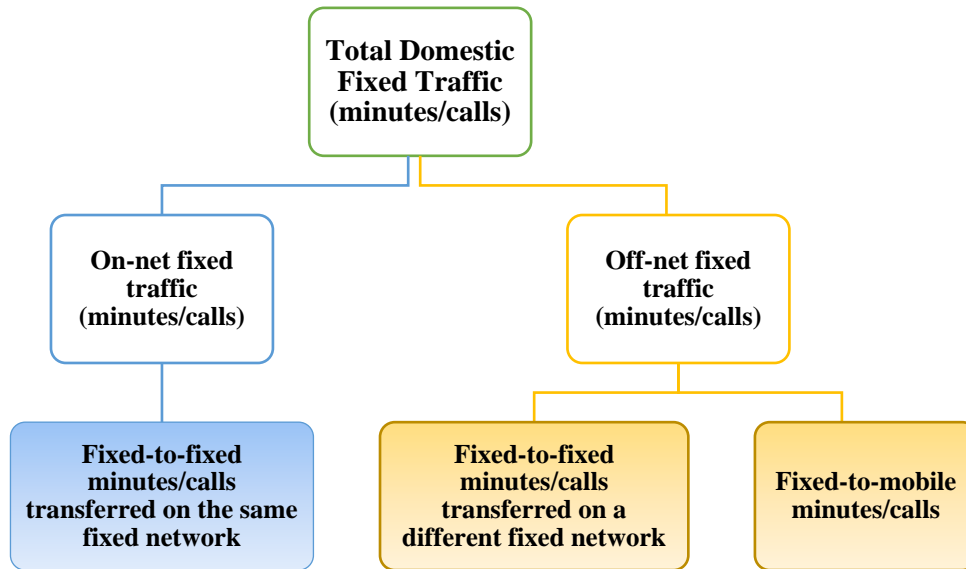 Total Domestic
Fixed Traffic
(minutes/calls)
On-net fixed
traffic
(minutes/calls)
Off-net fixed
traffic
(minutes/calls)
Fixed-to-fixed
minutes/calls
transferred on the same
fixed network
Fixed-to-fixed
minutes/calls
transferred on a
different fixed network
Fixed-to-mobile
minutes/calls